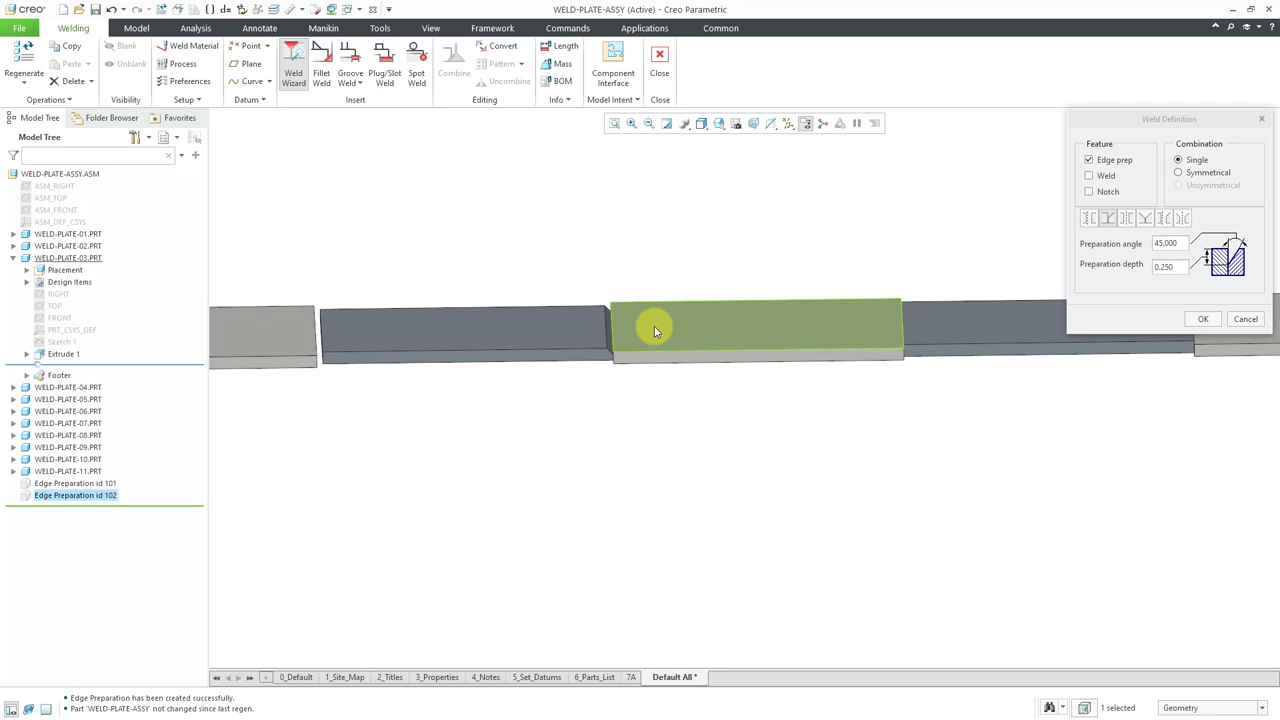 creo
WELD-PLATE-ASSY (Active) - Creo Parametric
File Welding Model Analysis Annotate Manikin Tools View Framework Commands Applications Common
Regenerate
Copy
Paste
Delete
Operations
Blank
Unblank
Visibility
Weld Material
Process
Preferences
Setup
Point
Plane
Curve
Datum
Weld Wizard
Fillet Weld
Groove Weld
Plug/Slot Weld
Spot Weld
Insert
Combine
Convert
Pattern
Uncombine
Editing
Length
Mass
BOM
Info
Component Interface
Model Intent
Close
Close
Model Tree Folder Browser Favorites
Model Tree
WELD-PLATE-ASSY.ASM
ASM_RIGHT
ASM_TOP
ASM_FRONT
ASM_DEF_CSYS
WELD-PLATE-01.PRT
WELD-PLATE-02.PRT
WELD-PLATE-03.PRT
Placement
Design Items
RIGHT
TOP
FRONT
PRT_CSYS_DEF
Sketch 1
Extrude 1
Footer
WELD-PLATE-04.PRT
WELD-PLATE-05.PRT
WELD-PLATE-06.PRT
WELD-PLATE-07.PRT
WELD-PLATE-08.PRT
WELD-PLATE-09.PRT
WELD-PLATE-10.PRT
WELD-PLATE-11.PRT
Edge Preparation id 101
Edge Preparation id 102
Weld Definition
Feature
Edge prep
Weld
Notch
Combination
Single
Symmetrical
Unsymmetrical
Preparation angle 45.000
Preparation depth 0.250
OK Cancel
0_Default 1_Site_Map 2_Titles 3_Properties 4_Notes 5_Set_Datums 6_Parts_List 7A Default All *
• Edge Preparation has been created successfully.
• Part 'WELD-PLATE-ASSY' not changed since last regen.
1 selected
Geometry